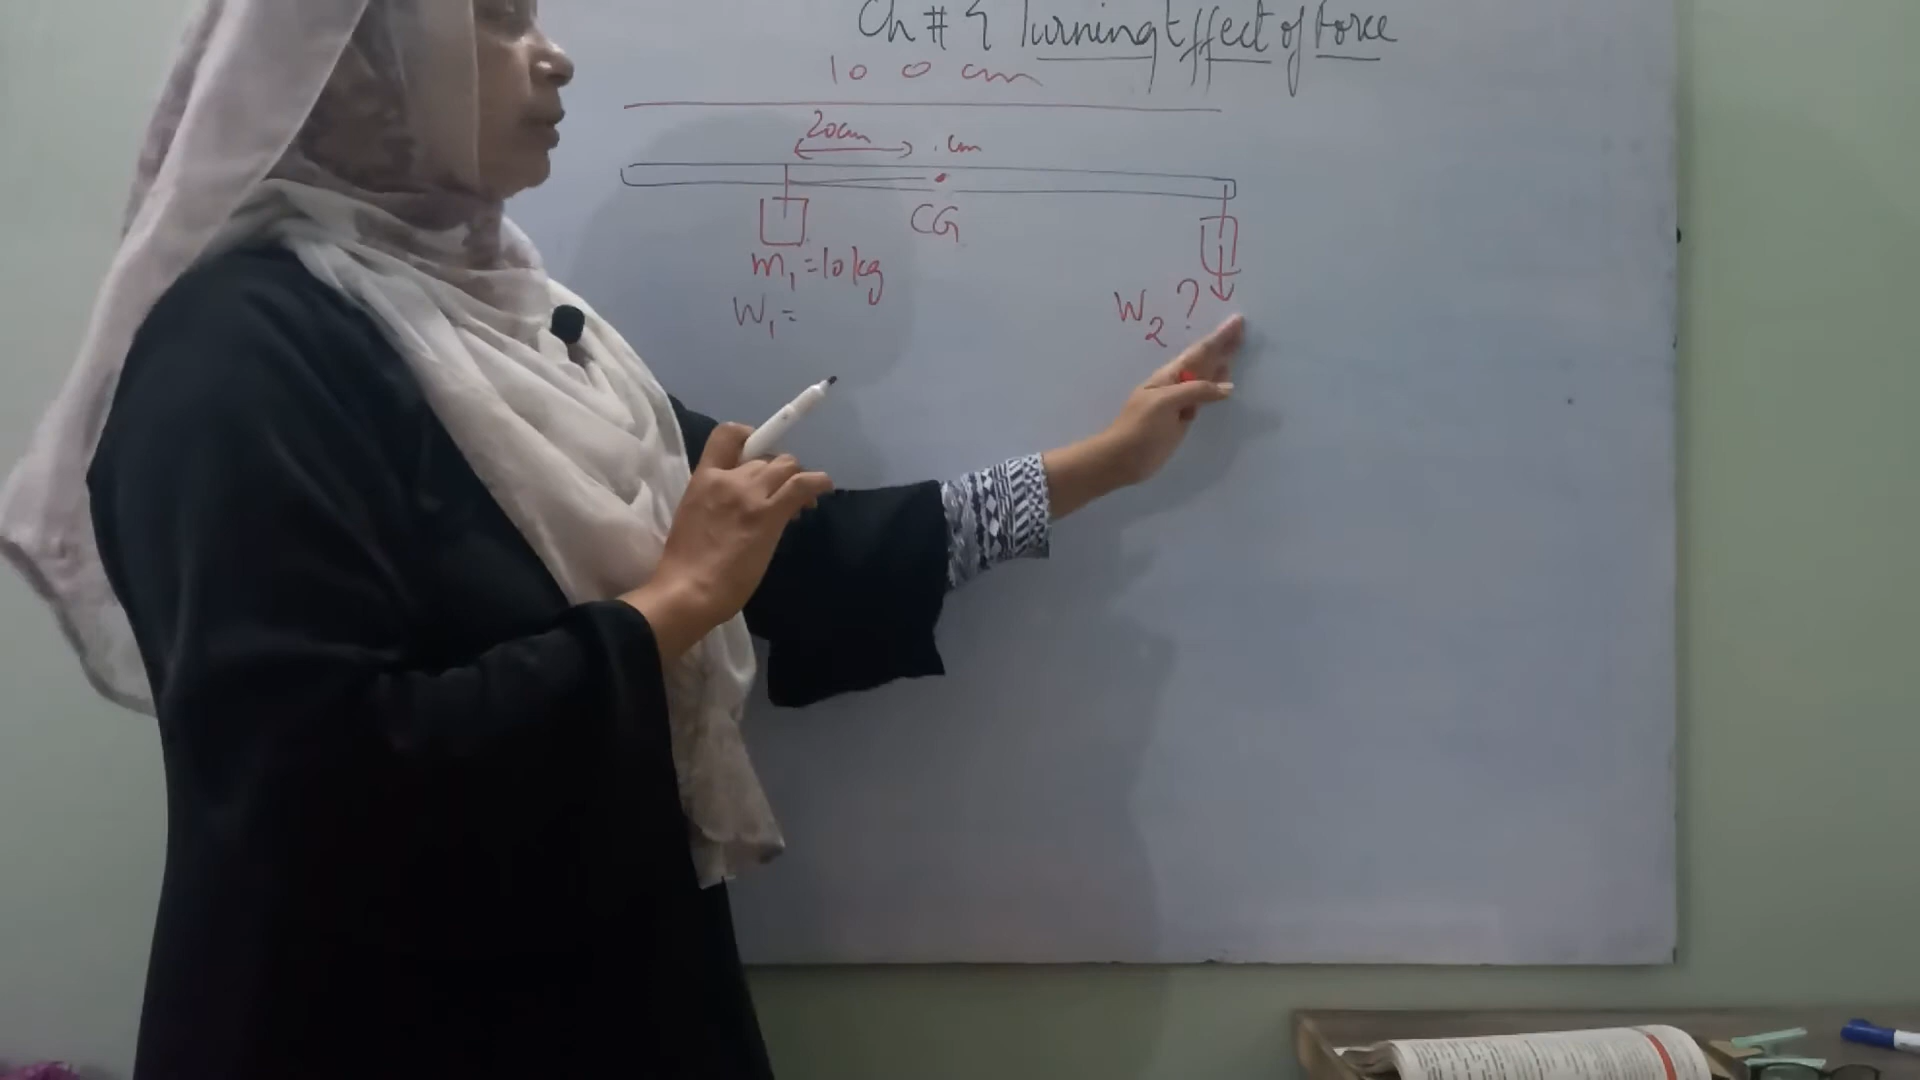 Ch # 4 Turning Effect of Force
100 cm
20cm
cm
CG
m₁ = 10kg
W₁ =
W₂ ?